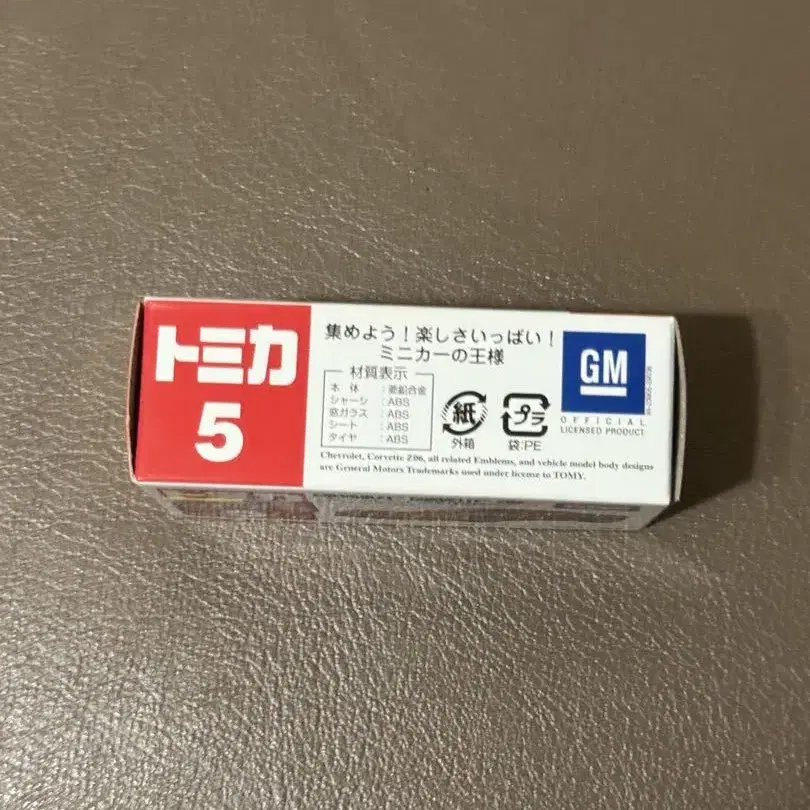 トミカ
5
集めよう！楽しさいっぱい！
ミニカーの王様
材質表示
本体：亜鉛合金
シャーシ：ABS
窓ガラス：ABS
シート：ABS
タイヤ：ABS
紙
外箱
プラ
袋:PE
GM
OFFICIAL
LICENSED PRODUCT
Chevrolet, Corvette Z06, all related Emblems, and vehicle model body designs
are General Motors Trademarks used under license to TOMY.